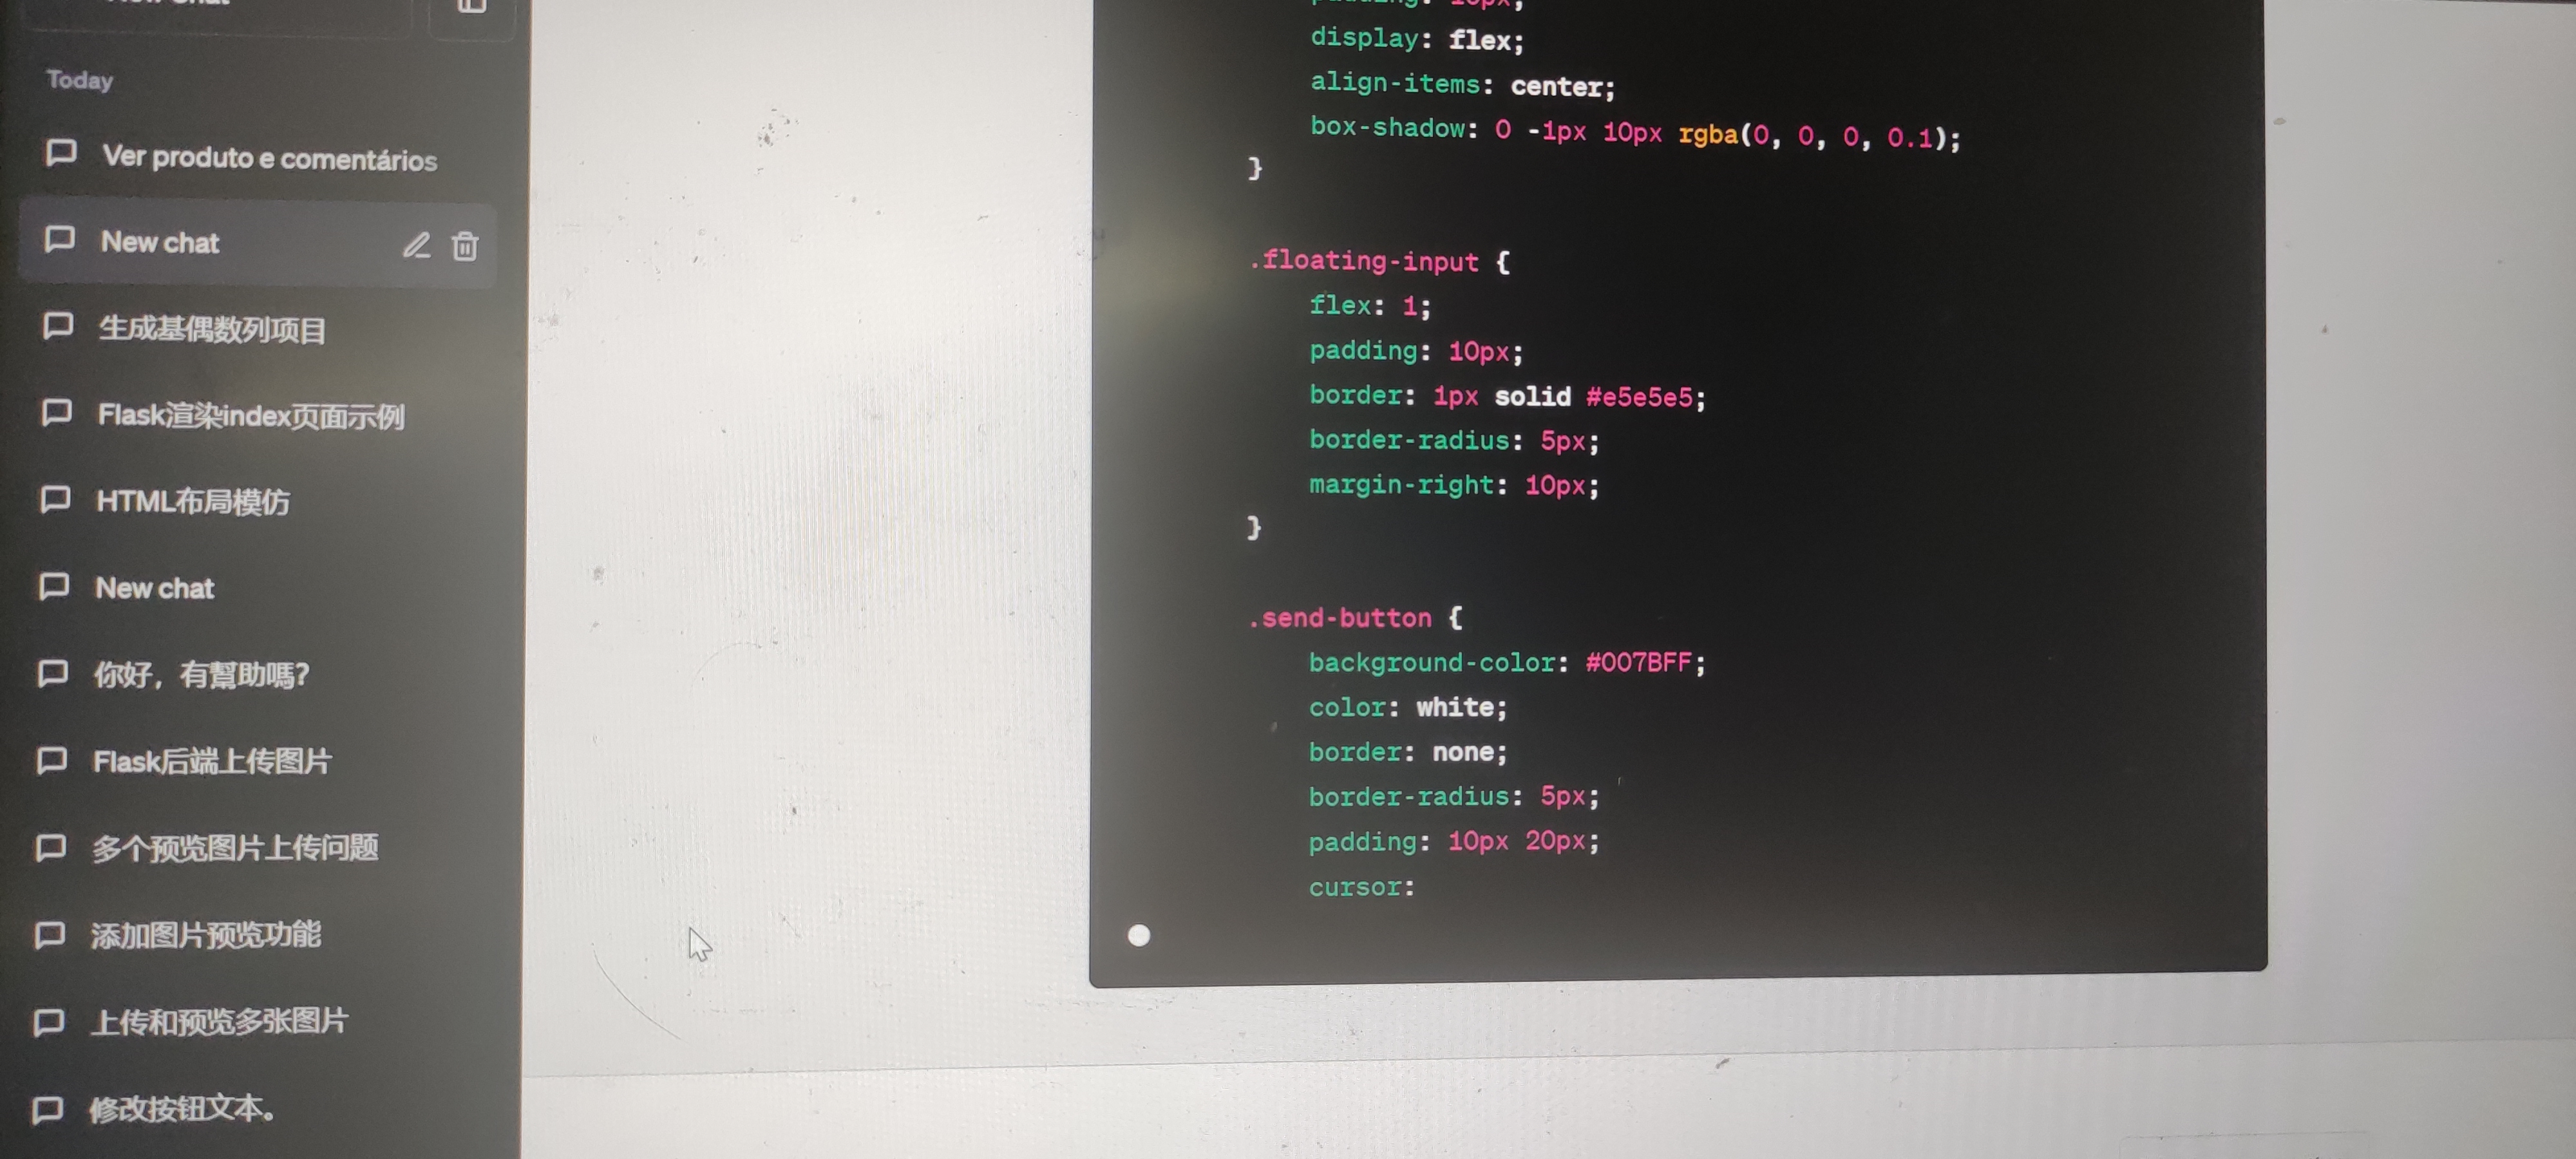 Today
Ver produto e comentários
New chat
生成基偶数列项目
Flask渲染index页面示例
HTML布局模仿
New chat
你好，有幫助嗎？
Flask后端上传图片
多个预览图片上传问题
添加图片预览功能
上传和预览多张图片
修改按钮文本。
display: flex;
align-items: center;
box-shadow: 0 -1px 10px rgba(0, 0, 0, 0.1);
}
.floating-input {
flex: 1;
padding: 10px;
border: 1px solid #e5e5e5;
border-radius: 5px;
margin-right: 10px;
}
.send-button {
background-color: #007BFF;
color: white;
border: none;
border-radius: 5px;
padding: 10px 20px;
cursor: